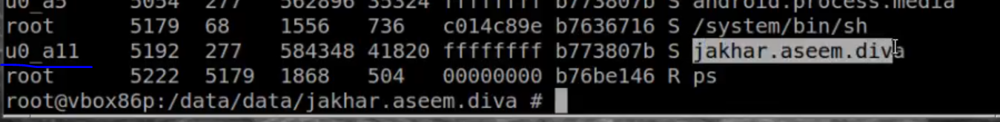 u0_a5 5054 277 562896 35324 ffffffff b773807b S android.process.media
root 5179 68 1556 736 c014c89e b7636716 S /system/bin/sh
u0_a11 5192 277 584348 41820 ffffffff b773807b S jakhar.aseem.diva
root 5222 5179 1868 504 00000000 b76be146 R ps
root@vbox86p:/data/data/jakhar.aseem.diva #